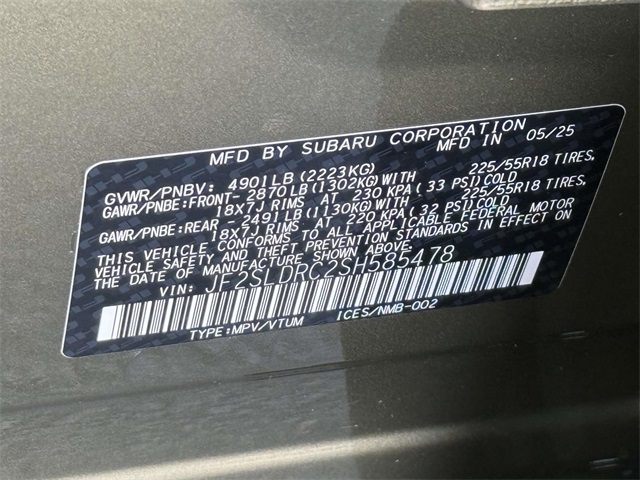 MFD BY SUBARU CORPORATION
MFD IN 05/25
GVWR/PNBV: 4901LB(2223KG)
GAWR/PNBE:FRONT- 2870LB(1302KG)WITH 225/55R18 TIRES,
18X7J RIMS AT 230 KPA(33 PSI)COLD
GAWR/PNBE:REAR - 2491LB(1130KG)WITH 225/55R18 TIRES,
18X7J RIMS AT 220 KPA(32 PSI)COLD
THIS VEHICLE CONFORMS TO ALL APPLICABLE FEDERAL MOTOR
VEHICLE SAFETY AND THEFT PREVENTION STANDARDS IN EFFECT ON
THE DATE OF MANUFACTURE SHOWN ABOVE.
VIN: JF2SLDRC2SH585478
TYPE:MPV/VTUM ICES/NMB-002